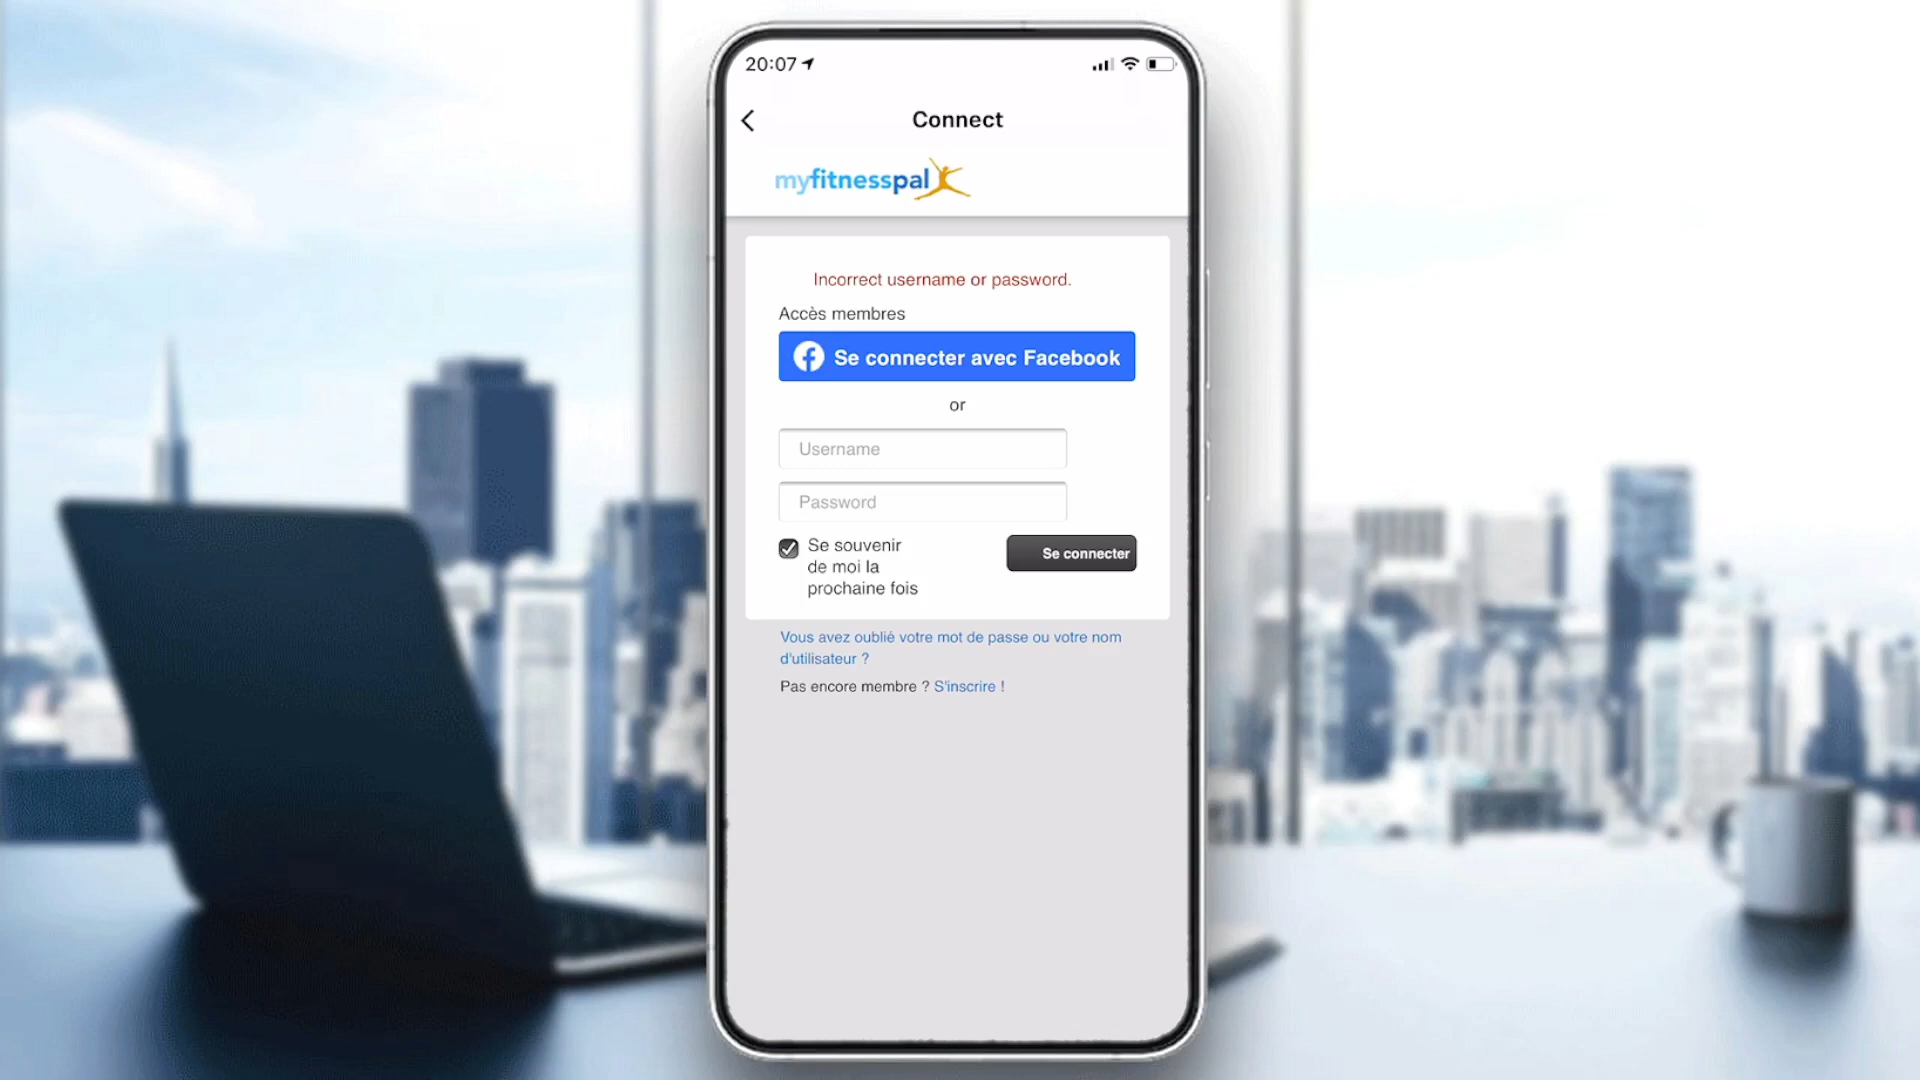 20:07
Connect
myfitnesspal
Incorrect username or password.
Accès membres
Se connecter avec Facebook
or
Username
Password
Se souvenir
de moi la
prochaine fois
Se connecter
Vous avez oublié votre mot de passe ou votre nom
d'utilisateur ?
Pas encore membre ? S'inscrire !